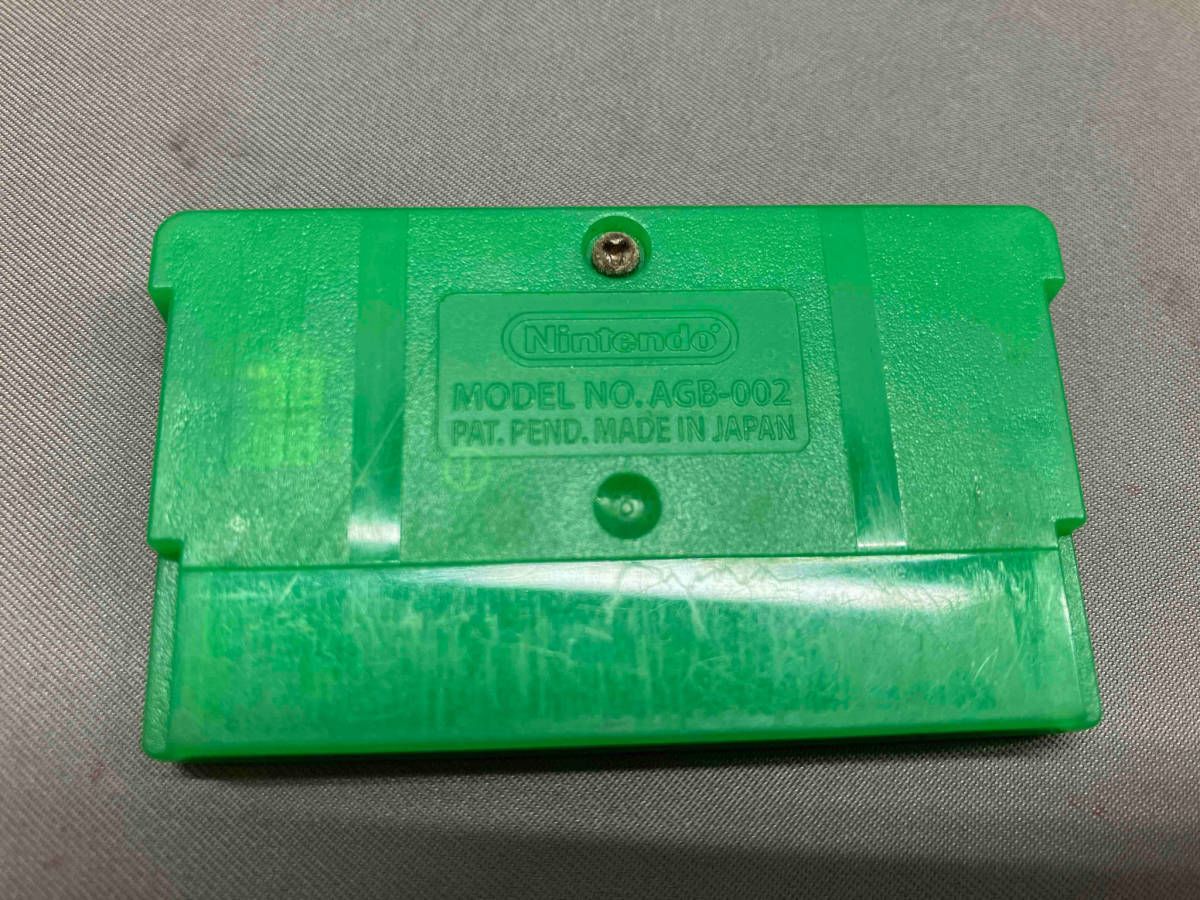 Nintendo®
MODEL NO. AGB-002
PAT. PEND. MADE IN JAPAN